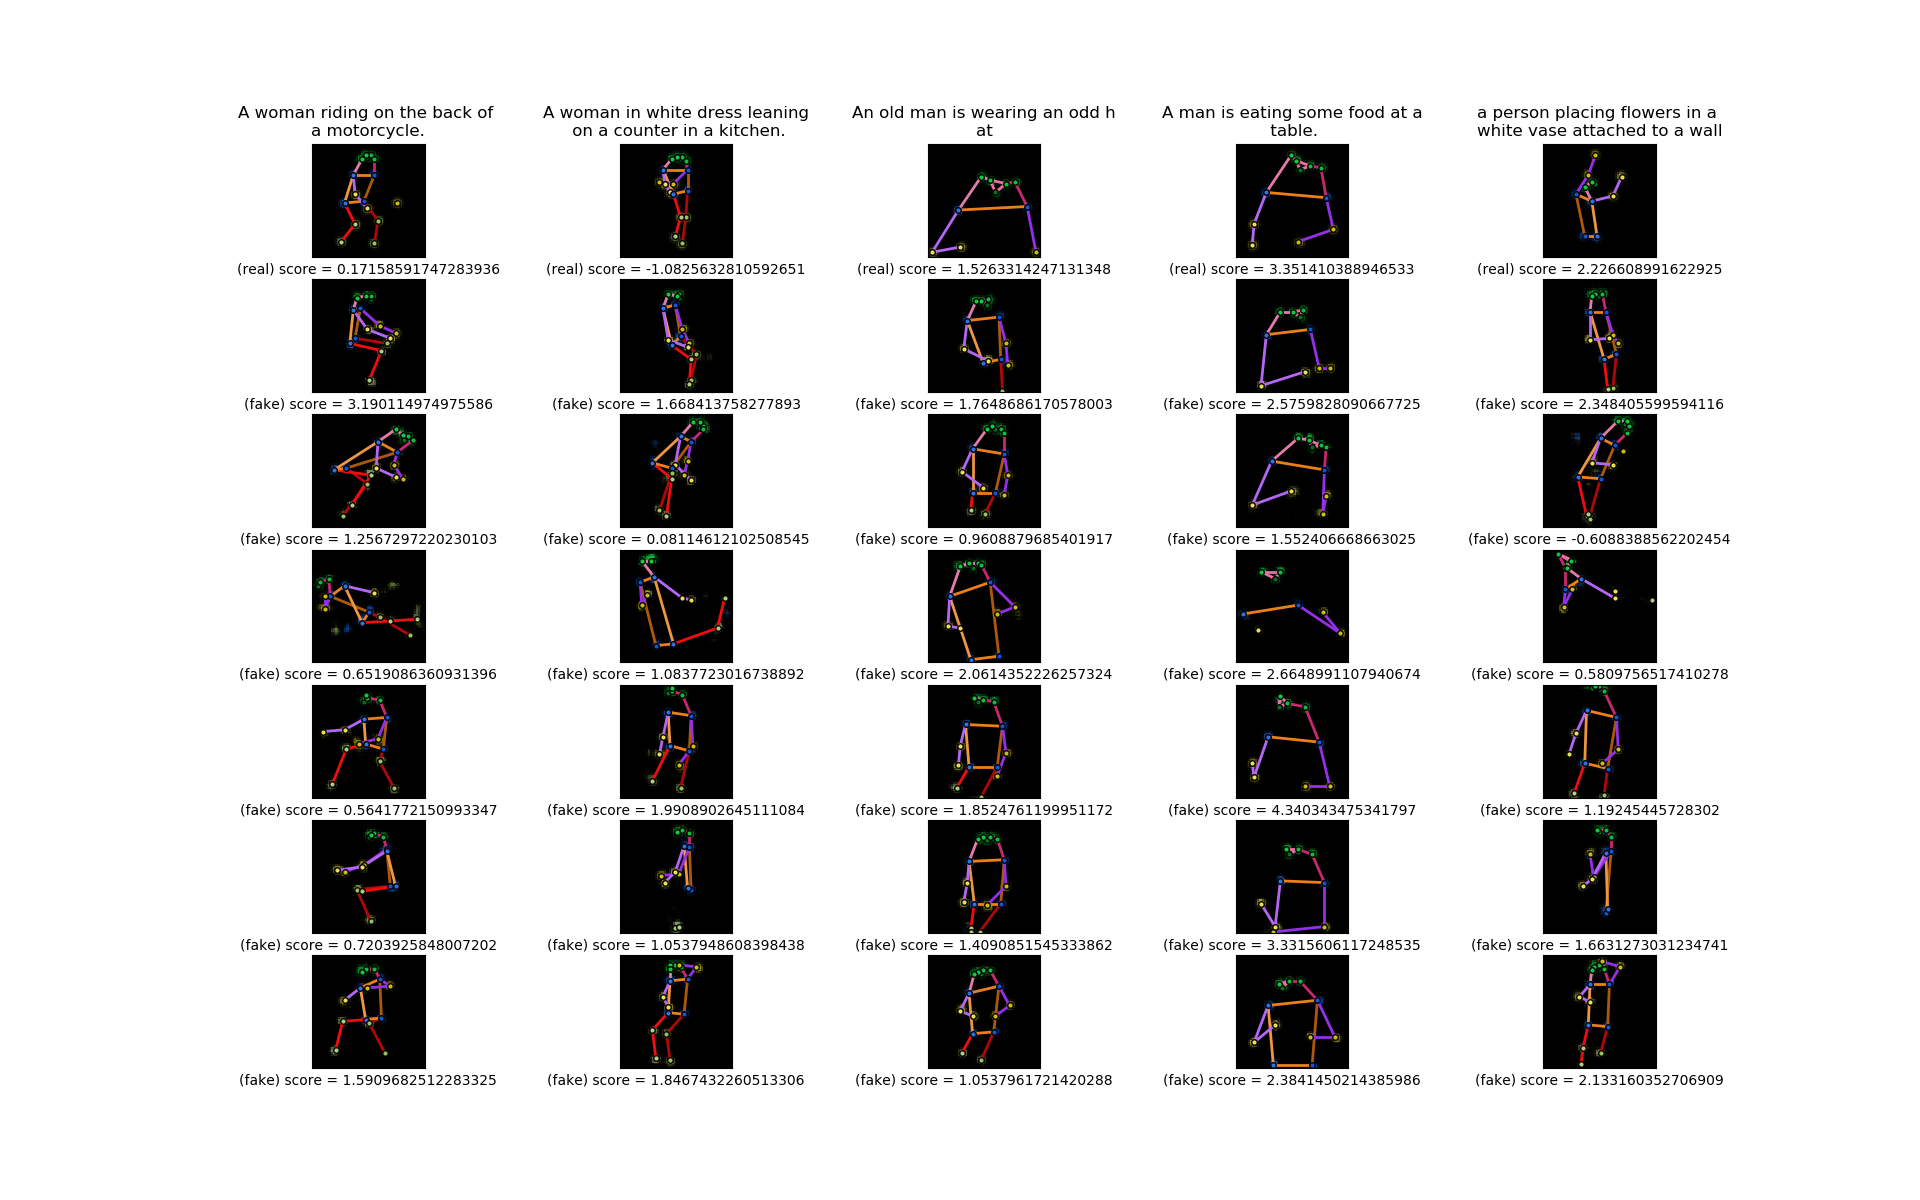 A woman riding on the back of
a motorcycle.
A woman in white dress leaning
on a counter in a kitchen.
An old man is wearing an odd h
at
A man is eating some food at a
table.
a person placing flowers in a
white vase attached to a wall
(real) score = 0.17158591747283936
(real) score = -1.0825632810592651
(real) score = 1.5263314247131348
(real) score = 3.351410388946533
(real) score = 2.226608991622925
(fake) score = 3.190114974975586
(fake) score = 1.668413758277893
(fake) score = 1.7648686170578003
(fake) score = 2.5759828090667725
(fake) score = 2.348405599594116
(fake) score = 1.2567297220230103
(fake) score = 0.08114612102508545
(fake) score = 0.9608879685401917
(fake) score = 1.552406668663025
(fake) score = -0.6088388562202454
(fake) score = 0.6519086360931396
(fake) score = 1.0837723016738892
(fake) score = 2.0614352226257324
(fake) score = 2.6648991107940674
(fake) score = 0.5809756517410278
(fake) score = 0.5641772150993347
(fake) score = 1.9908902645111084
(fake) score = 1.8524761199951172
(fake) score = 4.340343475341797
(fake) score = 1.19245445728302
(fake) score = 0.7203925848007202
(fake) score = 1.0537948608398438
(fake) score = 1.4090851545333862
(fake) score = 3.3315606117248535
(fake) score = 1.6631273031234741
(fake) score = 1.5909682512283325
(fake) score = 1.8467432260513306
(fake) score = 1.0537961721420288
(fake) score = 2.3841450214385986
(fake) score = 2.133160352706909